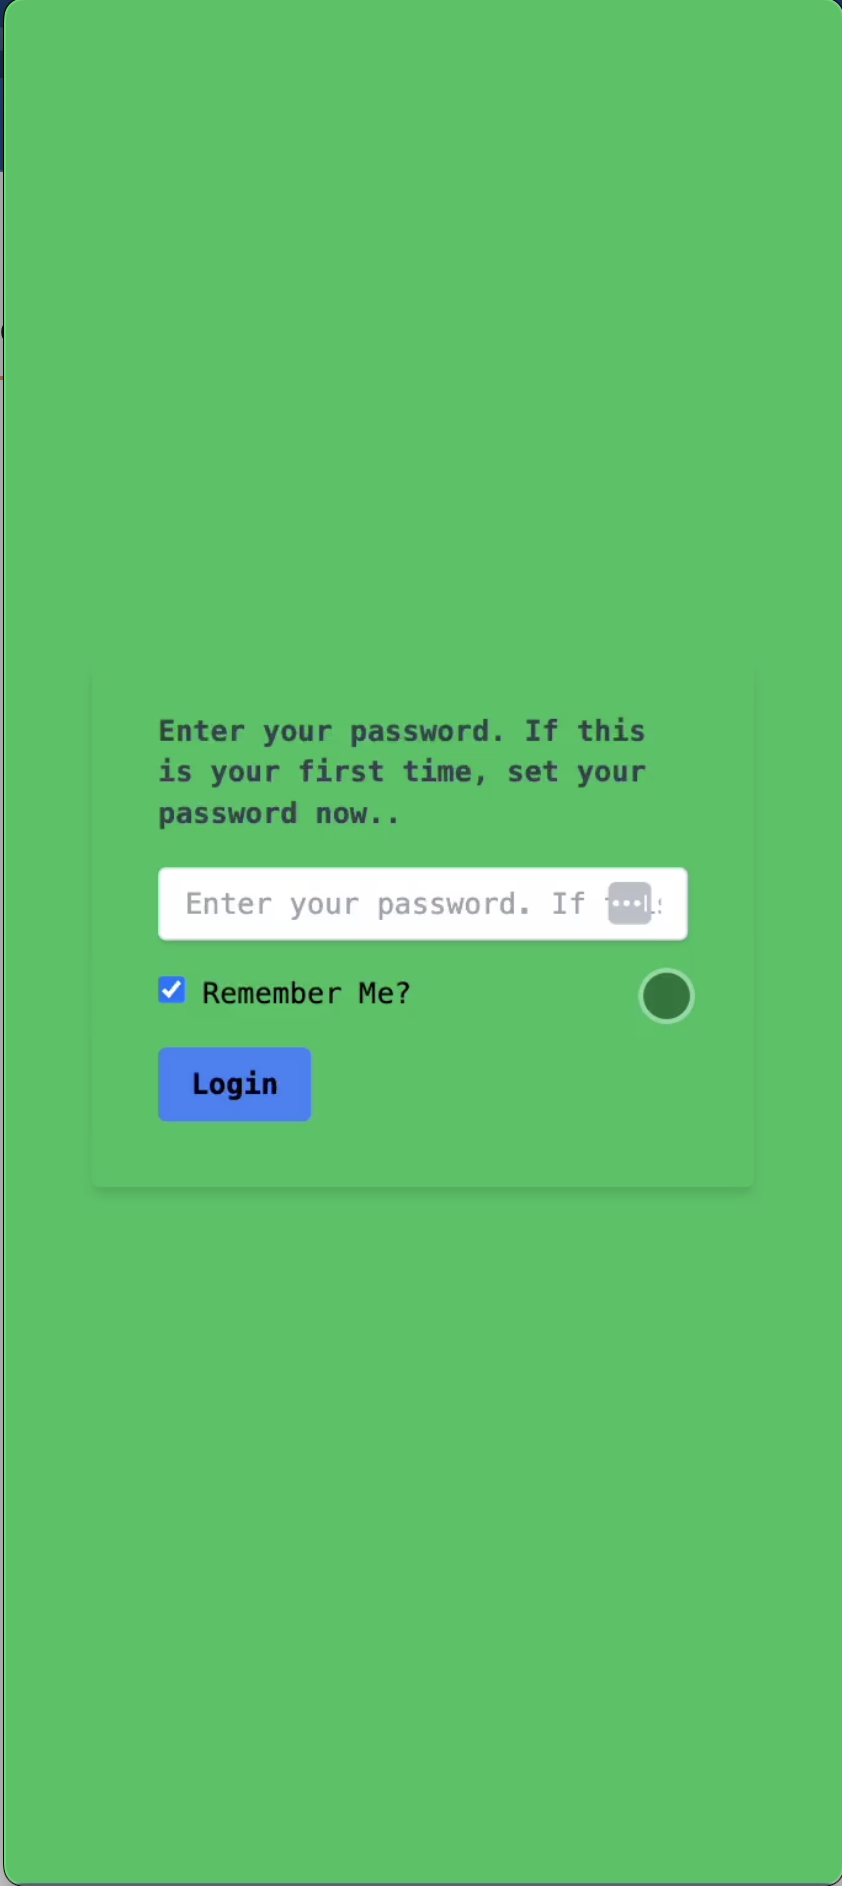 Enter your password. If this
is your first time, set your
password now..
Enter your password. If
Remember Me?
Login